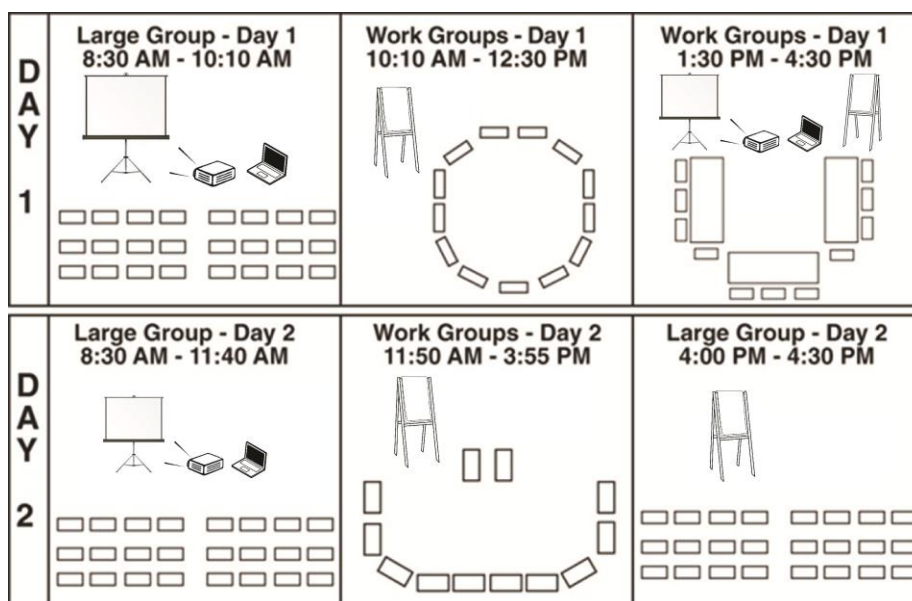 DAY 1
Large Group - Day 1
8:30 AM - 10:10 AM
Work Groups - Day 1
10:10 AM - 12:30 PM
Work Groups - Day 1
1:30 PM - 4:30 PM
DAY 2
Large Group - Day 2
8:30 AM - 11:40 AM
Work Groups - Day 2
11:50 AM - 3:55 PM
Large Group - Day 2
4:00 PM - 4:30 PM